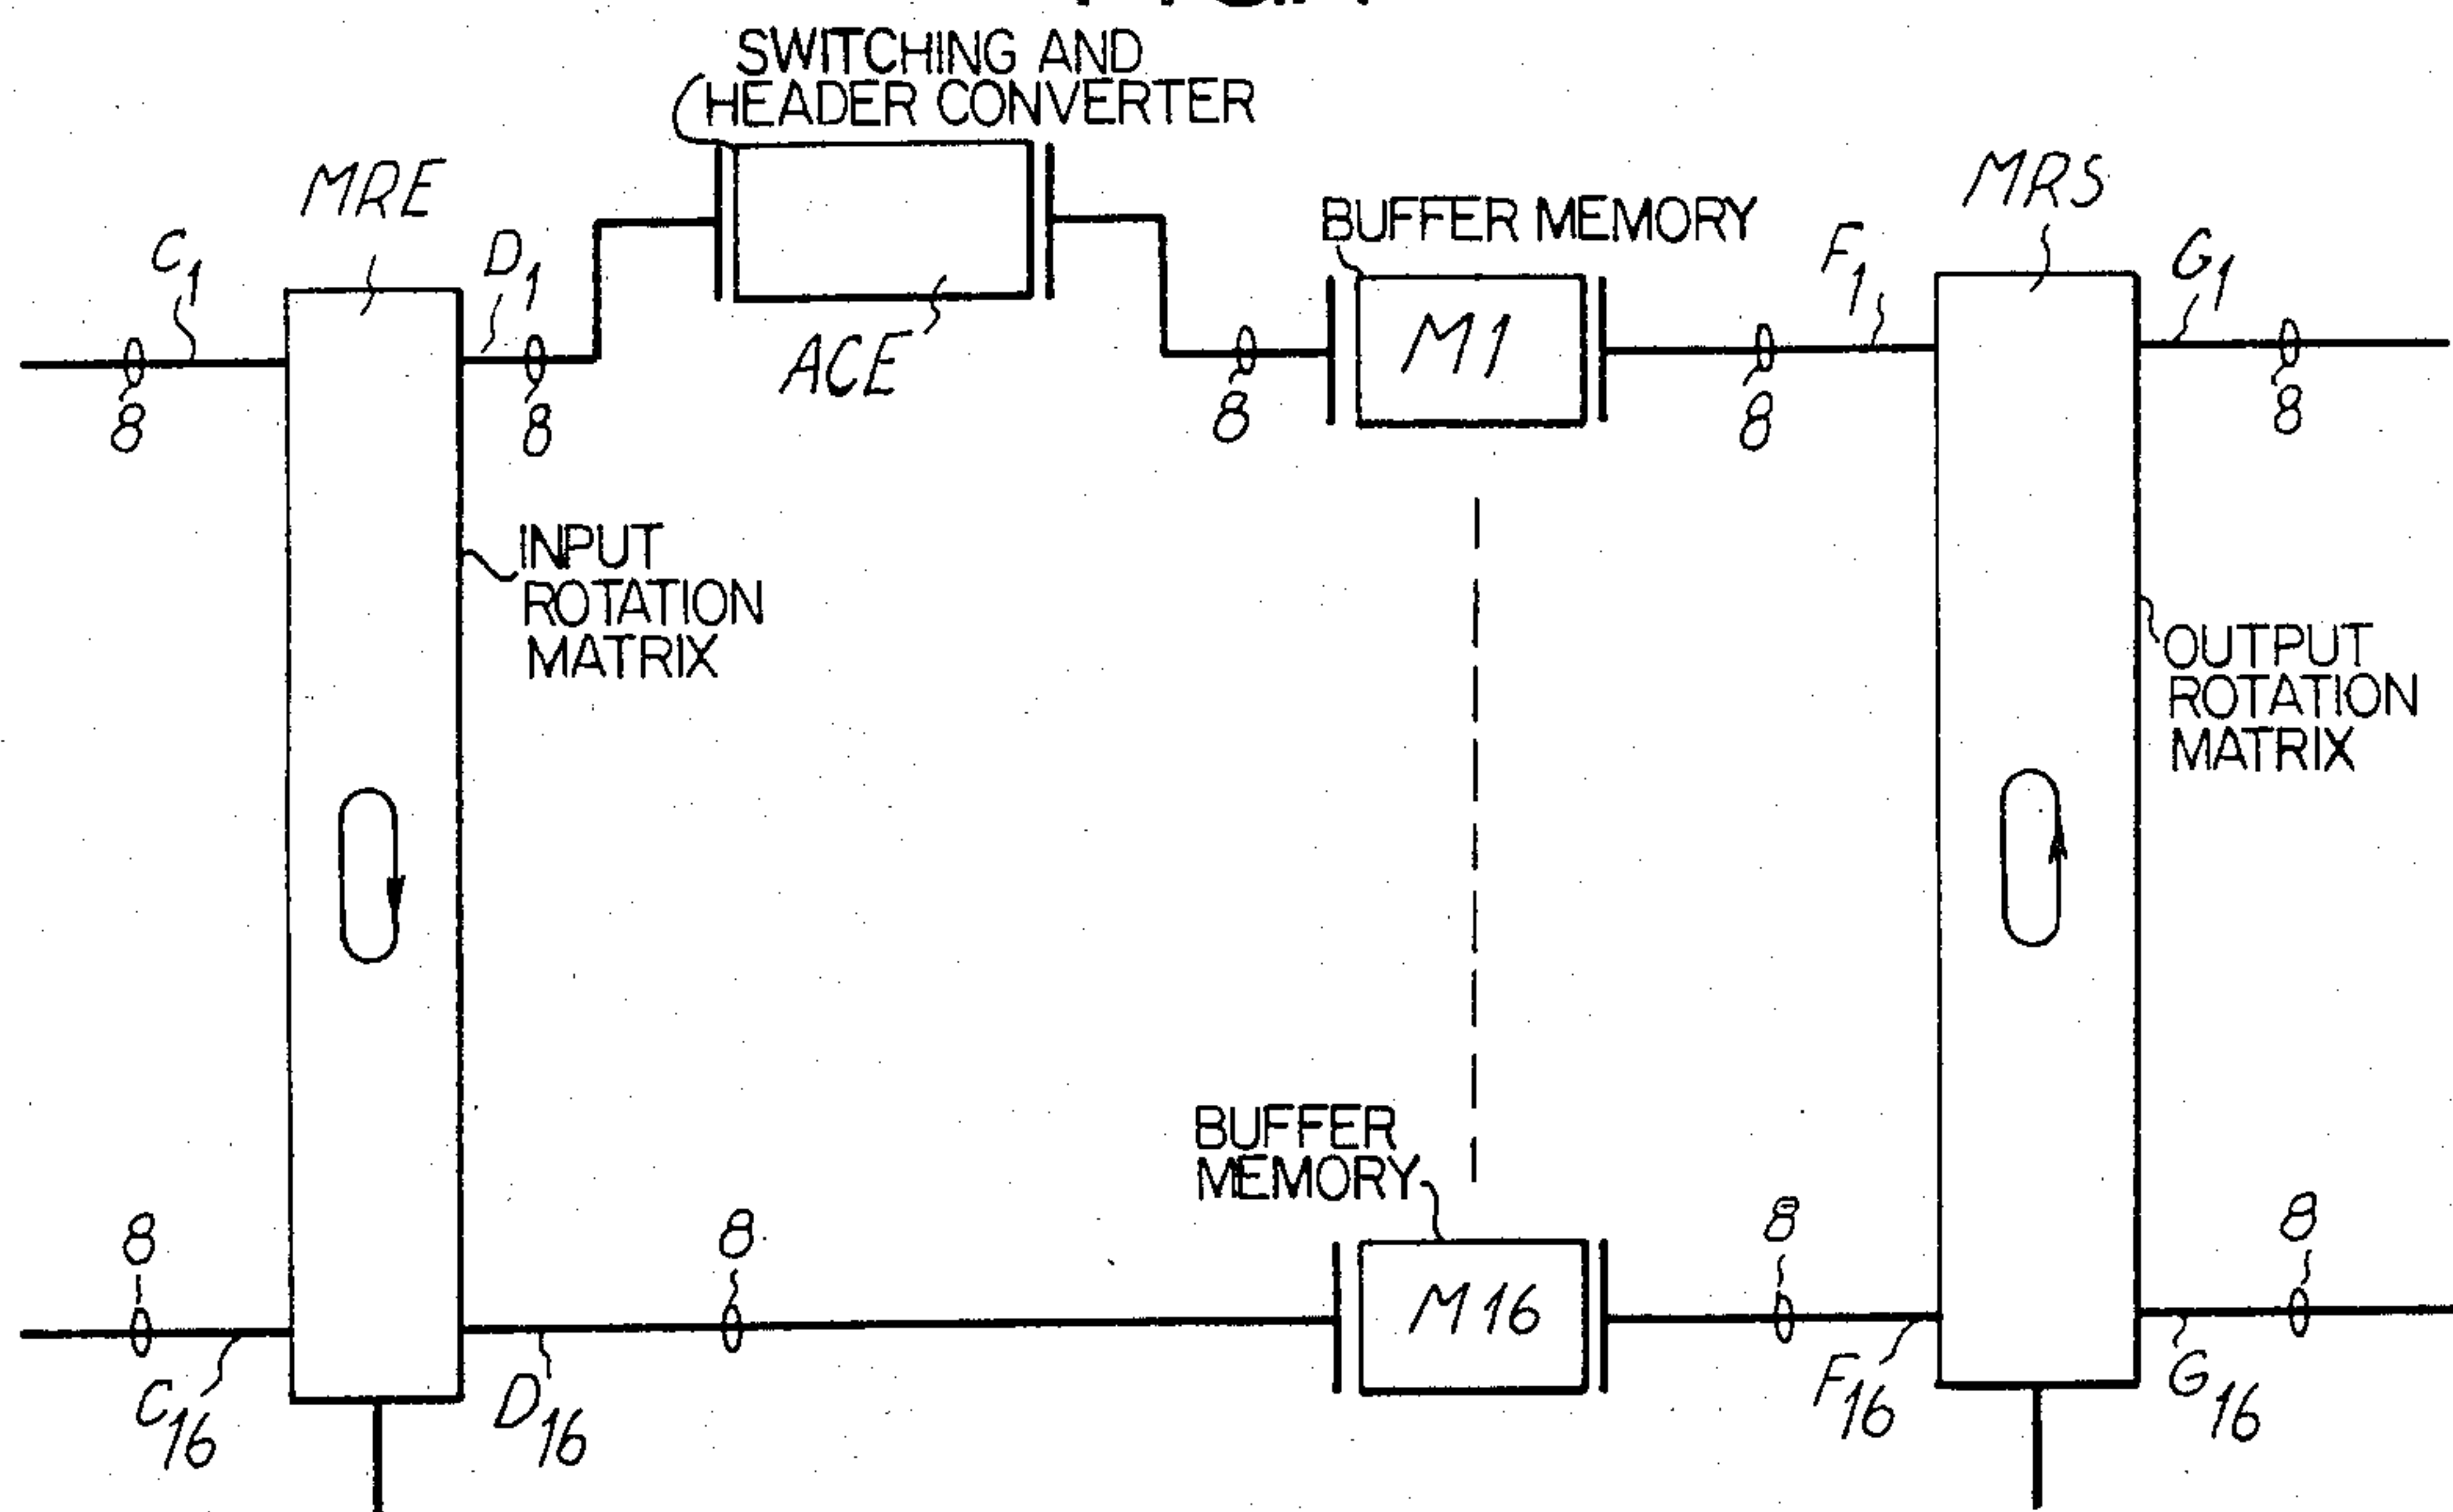 SWITCHING AND
HEADER CONVERTER
MRE
MRS
C1
D1
BUFFER MEMORY
F1
G1
ACE
M1
8
8
8
8
8
INPUT
ROTATION
MATRIX
OUTPUT
ROTATION
MATRIX
BUFFER
MEMORY
8
8
8
8
M16
C16
D16
F16
G16